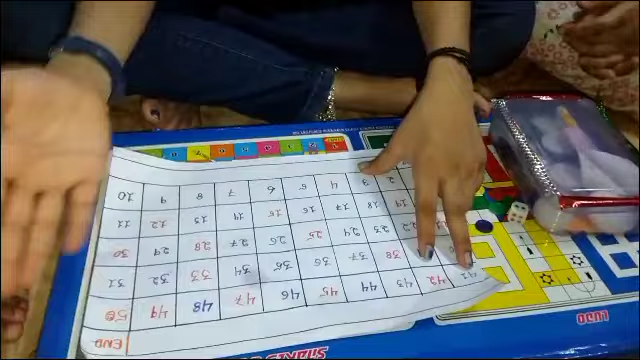 END
41 42 43 44 45 46 47 48 49 50
38 37 36 35 34 33 32 31
22 23 24 25 26 27 28 29 30
19 18 17 16 15 14 13 12 11
2 3 4 5 6 7 8 9 10
LUDO